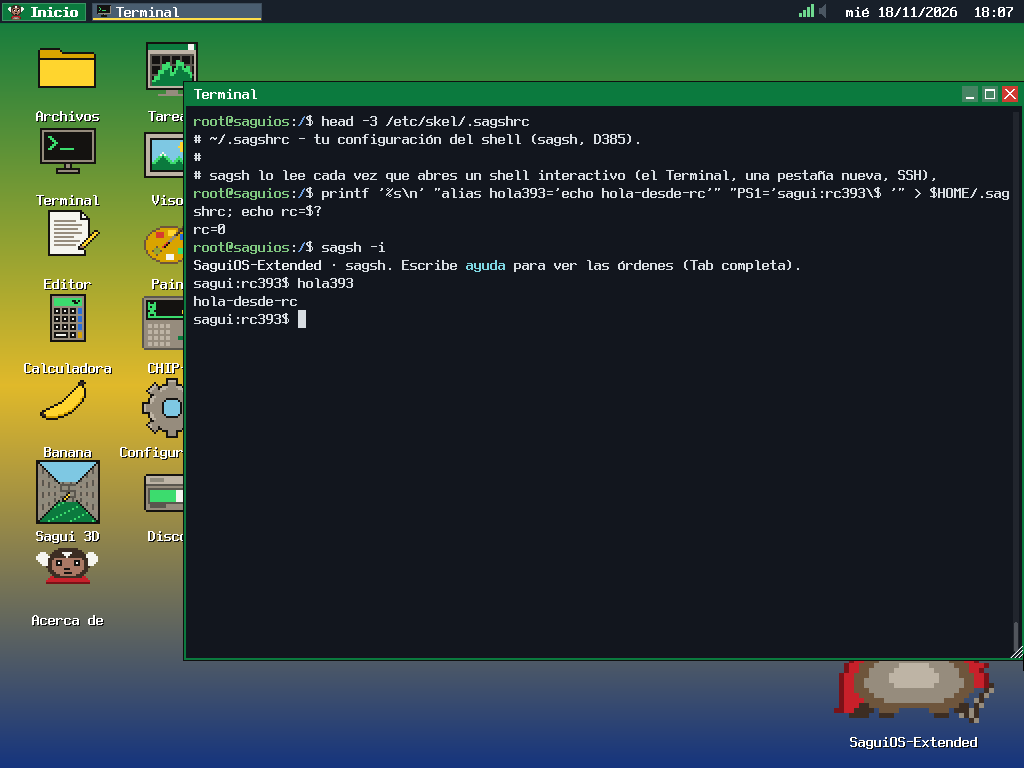 Inicio
Terminal
mié 18/11/2026 18:07
Archivos
Terminal
Editor
Calculadora
Banana
Sagui 3D
Acerca de
Terminal
root@saguios:/$ head -3 /etc/skel/.sagshrc
# ~/.sagshrc - tu configuración del shell (sagsh, D385).
#
# sagsh lo lee cada vez que abres un shell interactivo (el Terminal, una pestaña nueva, SSH),
root@saguios:/$ printf '%s\n' "alias hola393='echo hola-desde-rc'" "PS1='sagui:rc393\$ '" > $HOME/.sag
shrc; echo rc=$?
rc=0
root@saguios:/$ sagsh -i
SaguiOS-Extended · sagsh. Escribe ayuda para ver las órdenes (Tab completa).
sagui:rc393$ hola393
hola-desde-rc
sagui:rc393$
SaguiOS-Extended